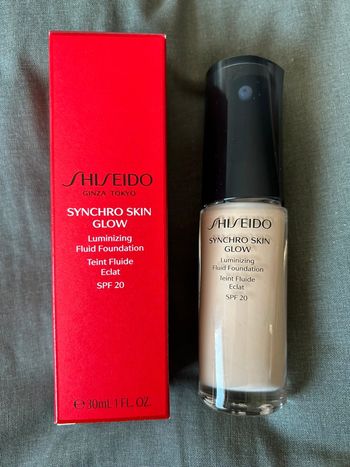 SHISEIDO
GINZA TOKYO
SYNCHRO SKIN
GLOW
Luminizing
Fluid Foundation
Teint Fluide
Eclat
SPF 20
℮30mL 1 FL. OZ.
SHISEIDO
SYNCHRO SKIN
GLOW
Luminizing
Fluid Foundation
Teint Fluide
Eclat
SPF 20